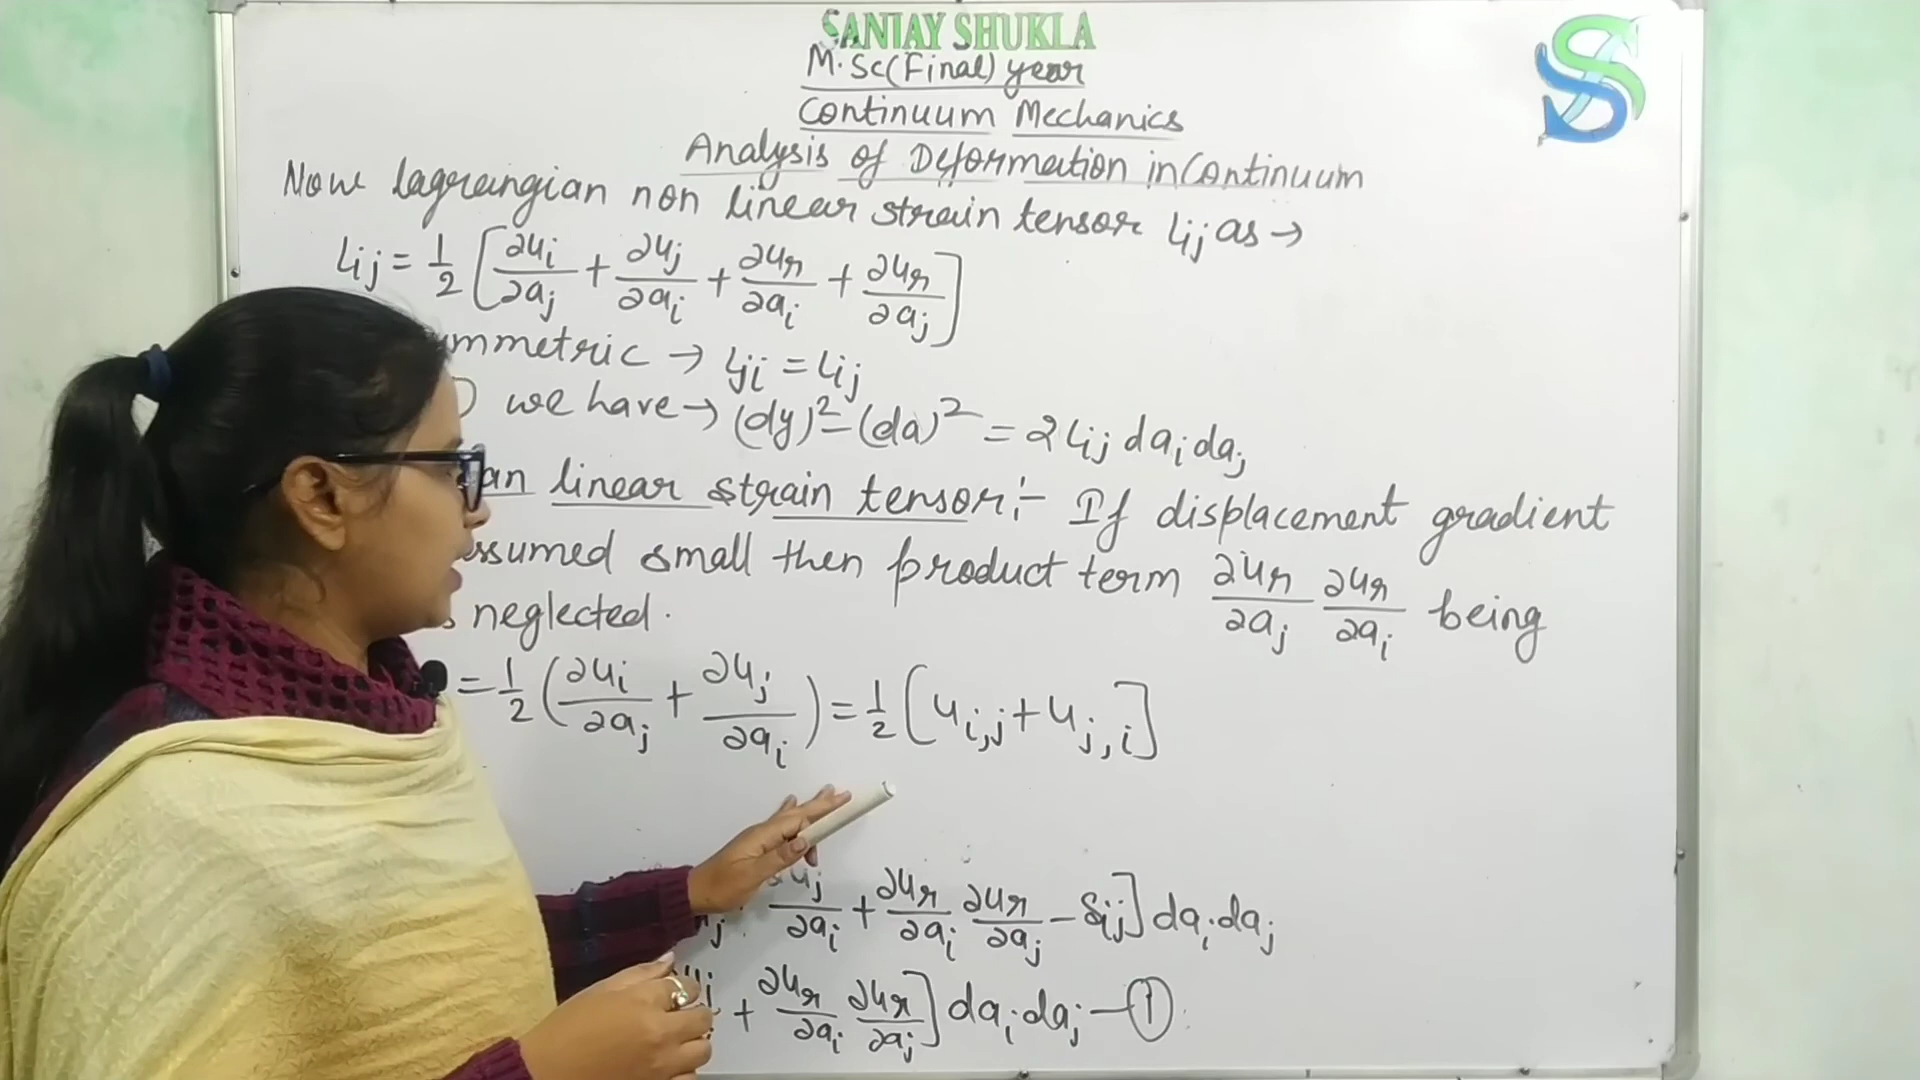 SANJAY SHUKLA
M.Sc(Final) year
Continuum Mechanics
Analysis of Deformation in Continuum
Now lagrangian non linear strain tensor Lij as →
Lij = 1/2 [∂ui/∂aj + ∂uj/∂ai + ∂ur/∂ai + ∂ur/∂aj]
mmetric → Lji = Lij
we have → (dy)² - (da)² = 2 Lij dai daj
an linear strain tensor :- If displacement gradient
ssumed small then product term ∂ur/∂aj ∂ur/∂ai being
neglected.
= 1/2 (∂ui/∂aj + ∂uj/∂ai) = 1/2 [ui,j + uj,i]
∂uj/∂ai + ∂ur/∂ai ∂ur/∂aj - δij] dai daj
+ ∂ur/∂ai ∂ur/∂aj] dai daj — ①